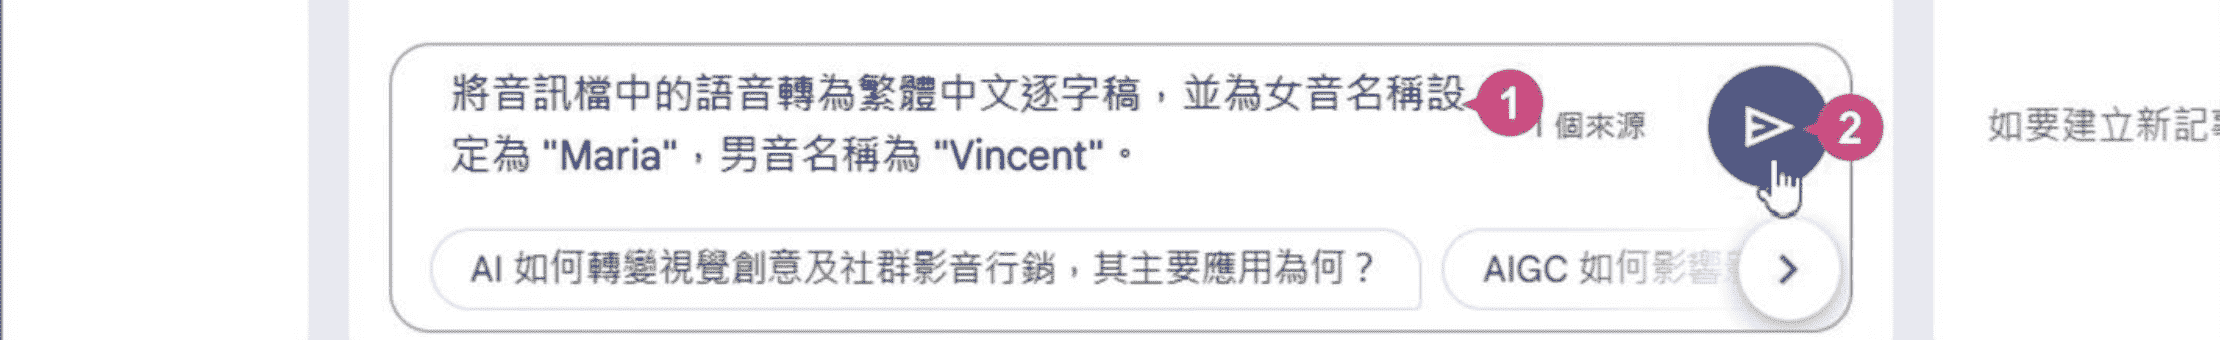 將音訊檔中的語音轉為繁體中文逐字稿，並為女音名稱設
定為 "Maria"，男音名稱為 "Vincent"。
1
1 個來源
2
如要建立新記事
AI 如何轉變視覺創意及社群影音行銷，其主要應用為何？
AIGC 如何影響